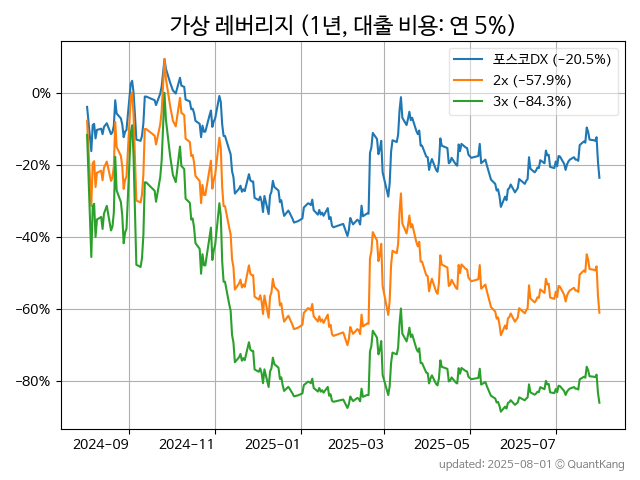 가상 레버리지 (1년, 대출 비용: 연 5%)
포스코DX (−20.5%)
2x (−57.9%)
3x (−84.3%)
0%
−20%
−40%
−60%
−80%
2024-09 2024-11 2025-01 2025-03 2025-05 2025-07
updated: 2025-08-01 © QuantKang